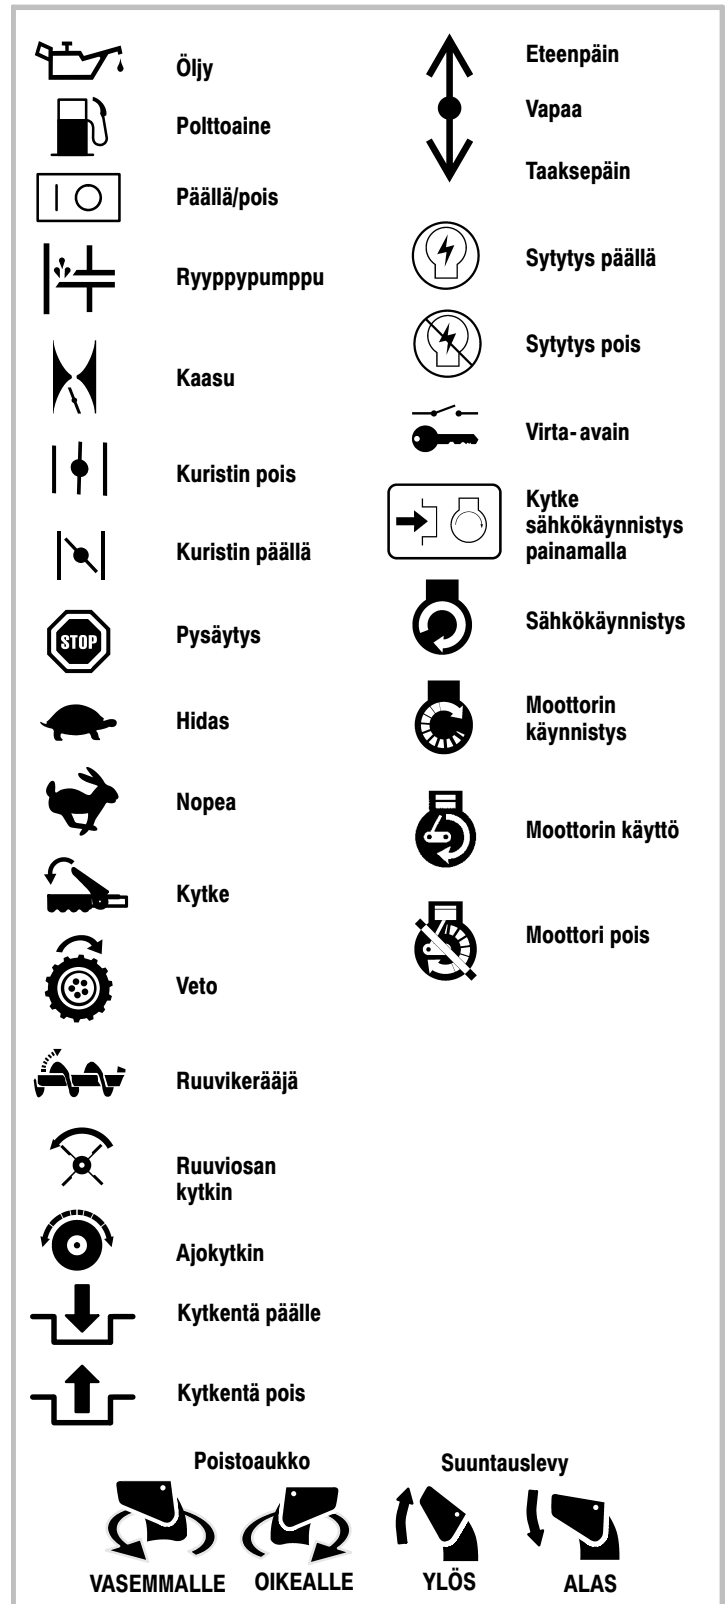 Öljy
Polttoaine
Päällä/pois
Ryyppypumppu
Kaasu
Kuristin pois
Kuristin päällä
STOP
Pysäytys
Hidas
Nopea
Kytke
Veto
Ruuvikerääjä
Ruuviosan
kytkin
Ajokytkin
Kytkentä päälle
Kytkentä pois
Eteenpäin
Vapaa
Taaksepäin
Sytytys päällä
Sytytys pois
Virta-avain
Kytke
sähkökäynnistys
painamalla
Sähkökäynnistys
Moottorin
käynnistys
Moottorin käyttö
Moottori pois
Poistoaukko
VASEMMALLE OIKEALLE
Suuntauslevy
YLÖS ALAS